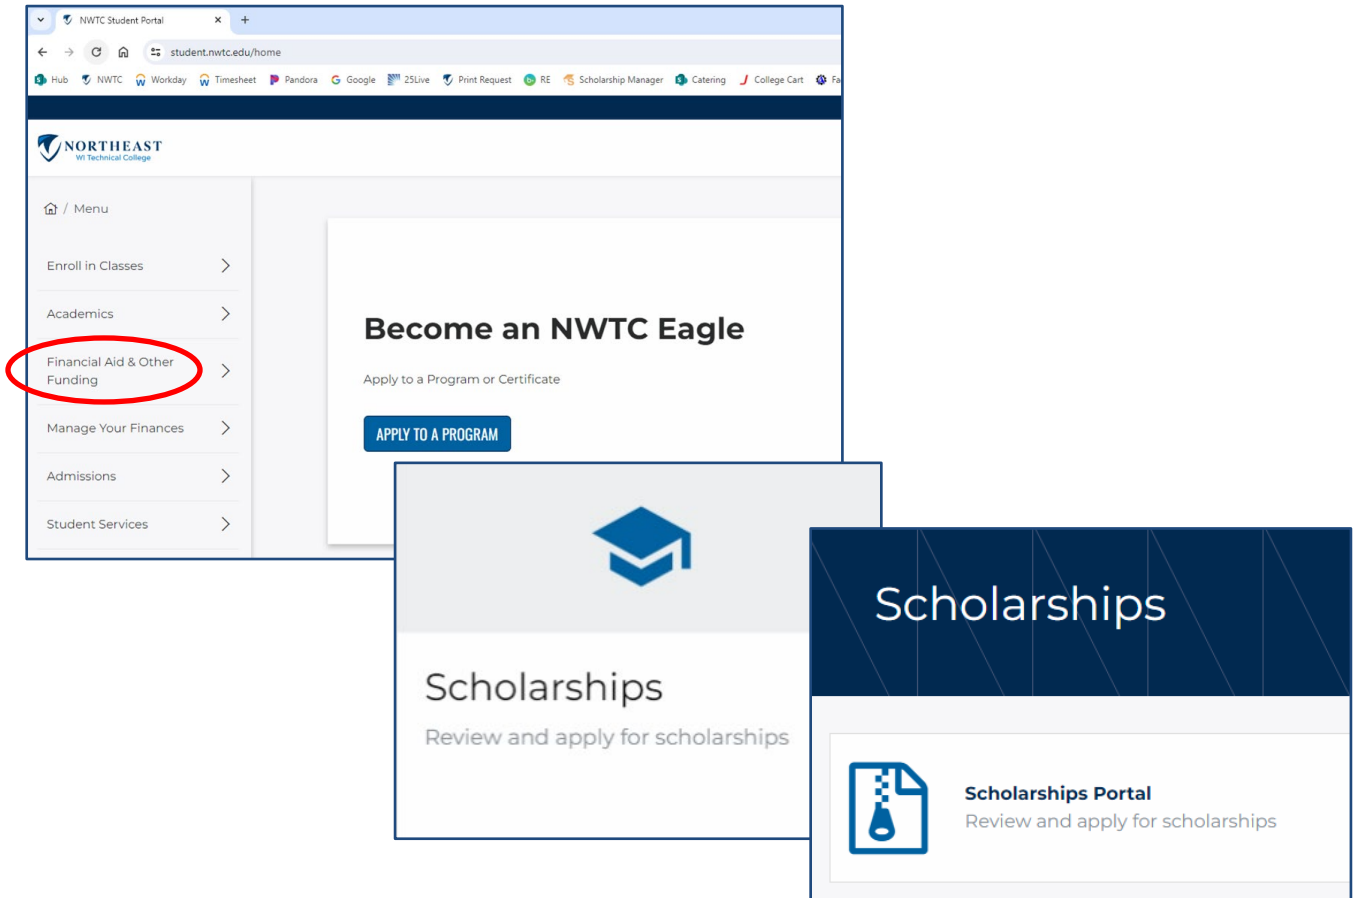 NWTC Student Portal
student.nwtc.edu/home
Hub NWTC Workday Timesheet Pandora Google 25Live Print Request RE Scholarship Manager Catering College Cart Fa
NORTHEAST
WI Technical College
/ Menu
Enroll in Classes
Academics
Financial Aid & Other
Funding
Manage Your Finances
Admissions
Student Services
Become an NWTC Eagle
Apply to a Program or Certificate
APPLY TO A PROGRAM
Scholarships
Review and apply for scholarships
Scholarships
Scholarships Portal
Review and apply for scholarships